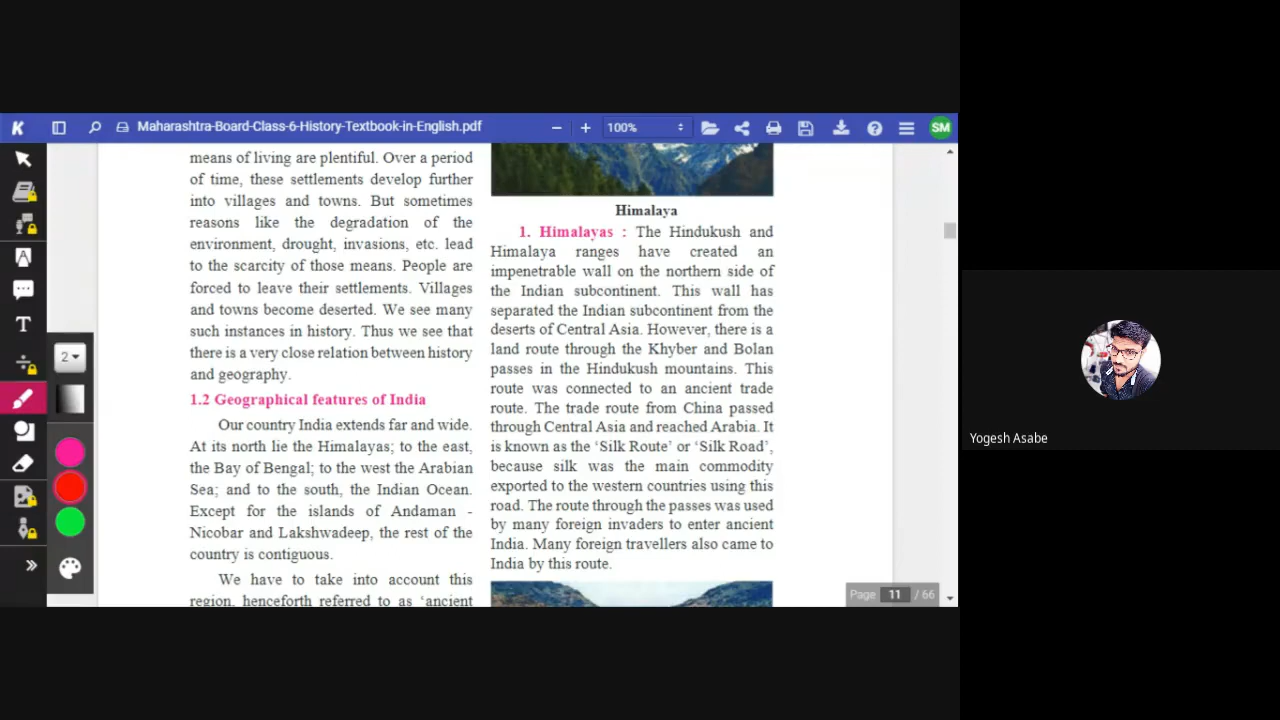 K
Maharashtra-Board-Class-6-History-Textbook-in-English.pdf
100%
SM
means of living are plentiful. Over a period
of time, these settlements develop further
into villages and towns. But sometimes
reasons like the degradation of the
environment, drought, invasions, etc. lead
to the scarcity of those means. People are
forced to leave their settlements. Villages
and towns become deserted. We see many
such instances in history. Thus we see that
there is a very close relation between history
and geography.
1.2 Geographical features of India
Our country India extends far and wide.
At its north lie the Himalayas; to the east,
the Bay of Bengal; to the west the Arabian
Sea; and to the south, the Indian Ocean.
Except for the islands of Andaman -
Nicobar and Lakshwadeep, the rest of the
country is contiguous.
We have to take into account this
region, henceforth referred to as ‘ancient
Himalaya
1. Himalayas : The Hindukush and
Himalaya ranges have created an
impenetrable wall on the northern side of
the Indian subcontinent. This wall has
separated the Indian subcontinent from the
deserts of Central Asia. However, there is a
land route through the Khyber and Bolan
passes in the Hindukush mountains. This
route was connected to an ancient trade
route. The trade route from China passed
through Central Asia and reached Arabia. It
is known as the ‘Silk Route’ or ‘Silk Road’,
because silk was the main commodity
exported to the western countries using this
road. The route through the passes was used
by many foreign invaders to enter ancient
India. Many foreign travellers also came to
India by this route.
2
Page 11 / 66
Yogesh Asabe